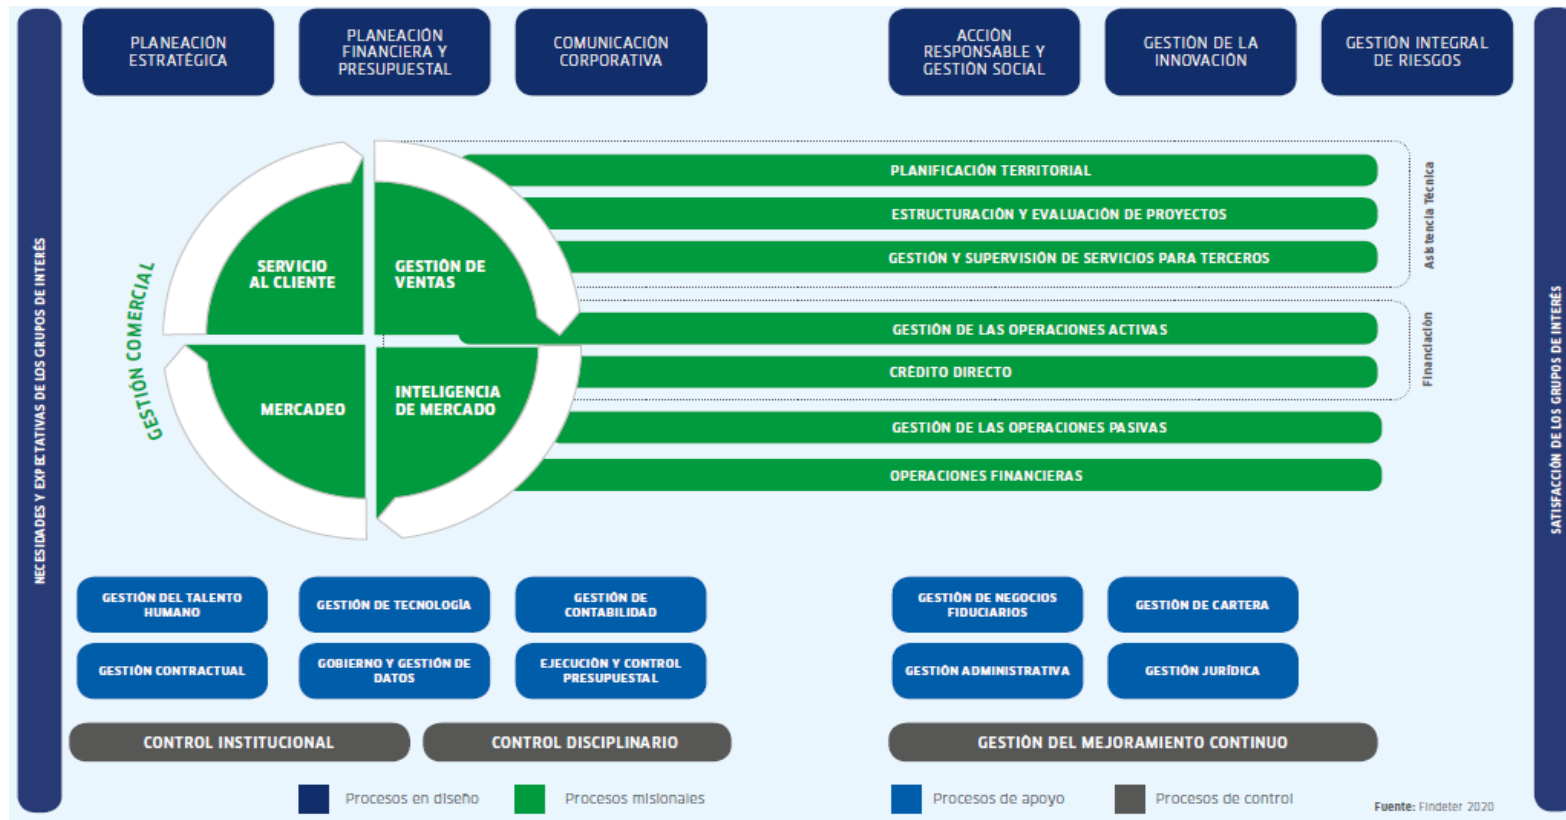 PLANEACIÓN
ESTRATÉGICA
PLANEACIÓN
FINANCIERA Y
PRESUPUESTAL
COMUNICACIÓN
CORPORATIVA
ACCIÓN
RESPONSABLE Y
GESTIÓN SOCIAL
GESTIÓN DE LA
INNOVACIÓN
GESTIÓN INTEGRAL
DE RIESGOS
NECESIDADES Y EXPECTATIVAS DE LOS GRUPOS DE INTERÉS
GESTIÓN COMERCIAL
SERVICIO
AL CLIENTE
GESTIÓN DE
VENTAS
MERCADEO
INTELIGENCIA
DE MERCADO
PLANIFICACIÓN TERRITORIAL
ESTRUCTURACIÓN Y EVALUACIÓN DE PROYECTOS
GESTIÓN Y SUPERVISIÓN DE SERVICIOS PARA TERCEROS
Asistencia Técnica
GESTIÓN DE LAS OPERACIONES ACTIVAS
CRÉDITO DIRECTO
Financiación
GESTIÓN DE LAS OPERACIONES PASIVAS
OPERACIONES FINANCIERAS
SATISFACCIÓN DE LOS GRUPOS DE INTERÉS
GESTIÓN DEL TALENTO
HUMANO
GESTIÓN DE TECNOLOGÍA
GESTIÓN DE
CONTABILIDAD
GESTIÓN DE NEGOCIOS
FIDUCIARIOS
GESTIÓN DE CARTERA
GESTIÓN CONTRACTUAL
GOBIERNO Y GESTIÓN DE
DATOS
EJECUCIÓN Y CONTROL
PRESUPUESTAL
GESTIÓN ADMINISTRATIVA
GESTIÓN JURÍDICA
CONTROL INSTITUCIONAL
CONTROL DISCIPLINARIO
GESTIÓN DEL MEJORAMIENTO CONTINUO
Procesos en diseño
Procesos misionales
Procesos de apoyo
Procesos de control
Fuente: Findeter 2020